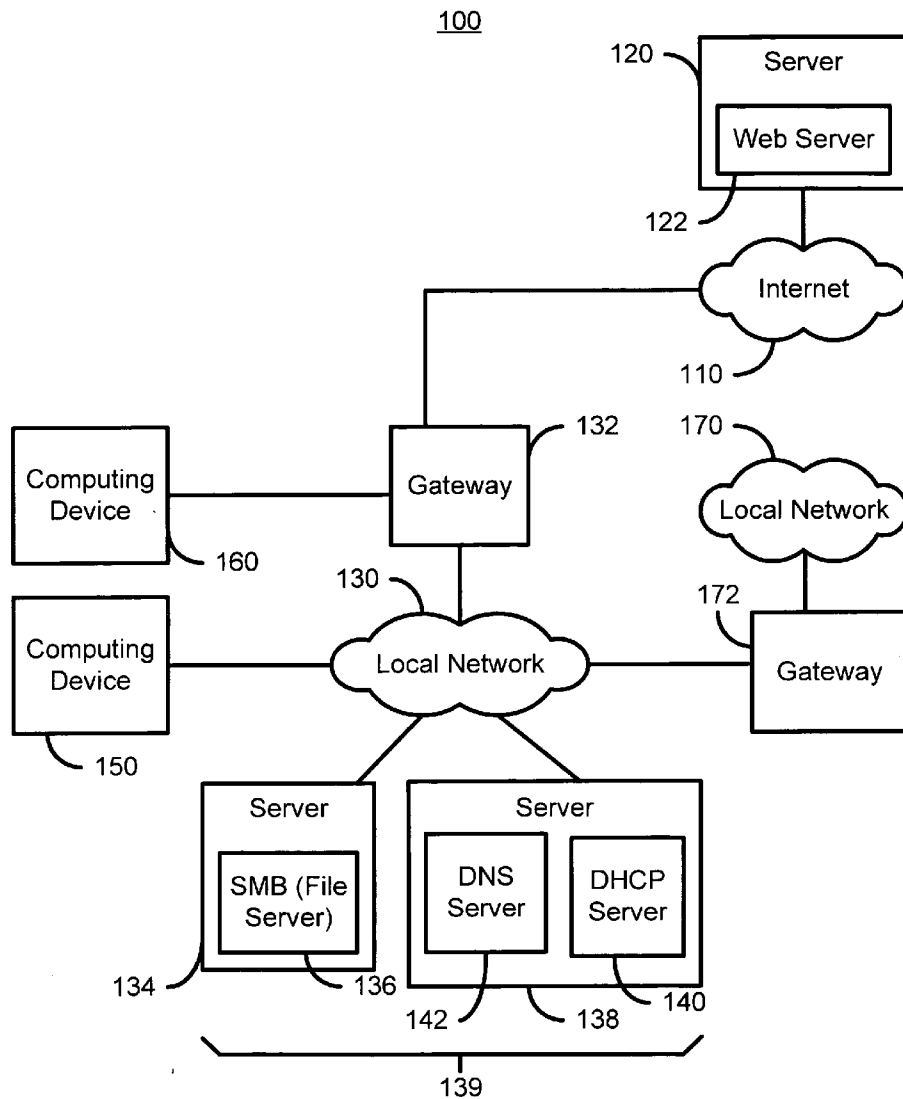 100
120
Server
Web Server
122
Internet
110
132
170
Computing
Device
Gateway
Local Network
160
130
172
Computing
Device
Local Network
Gateway
150
Server
Server
SMB (File
Server)
DNS
Server
DHCP
Server
134
136
142
138
140
139